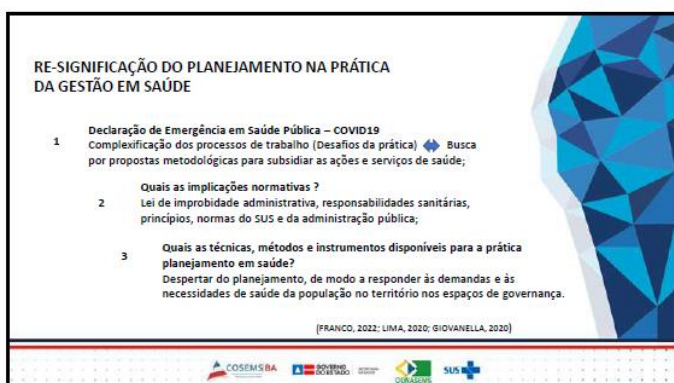 RE-SIGNIFICAÇÃO DO PLANEJAMENTO NA PRÁTICA
DA GESTÃO EM SAÚDE
Declaração de Emergência em Saúde Pública – COVID19
1 Complexificação dos processos de trabalho (Desafios da prática) Busca
por propostas metodológicas para subsidiar as ações e serviços de saúde;
Quais as implicações normativas ?
2 Lei de improbidade administrativa, responsabilidades sanitárias,
princípios, normas do SUS e da administração pública;
3 Quais as técnicas, métodos e instrumentos disponíveis para a prática
planejamento em saúde?
Despertar do planejamento, de modo a responder às demandas e às
necessidades de saúde da população no território nos espaços de governança.
(FRANCO, 2022; LIMA, 2020; GIOVANELLA, 2020)
COSEMS BA GOVERNO DO ESTADO CONASEMS SUS